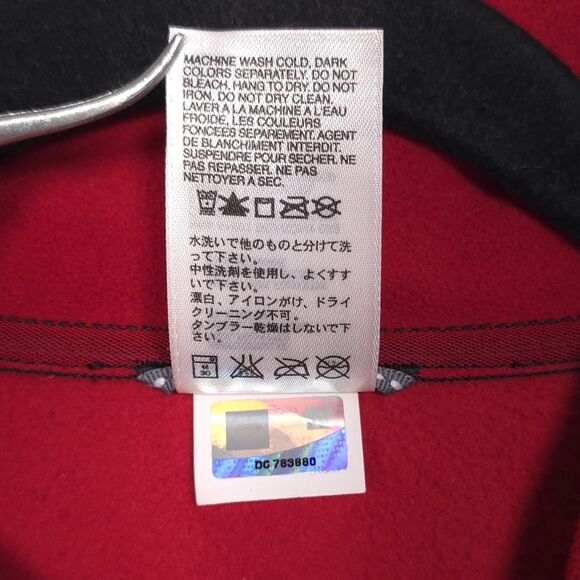 MACHINE WASH COLD, DARK
COLORS SEPARATELY. DO NOT
BLEACH. HANG TO DRY. DO NOT
IRON. DO NOT DRY CLEAN.
LAVER A LA MACHINE A L'EAU
FROIDE, LES COULEURS
FONCEES SEPAREMENT. AGENT
DE BLANCHIMENT INTERDIT.
SUSPENDRE POUR SECHER. NE
PAS REPASSER. NE PAS
NETTOYER A SEC.
水洗いで他のものと分けて洗
って下さい。
中性洗剤を使用し、よくすす
いで下さい。
漂白、アイロンがけ、ドライ
クリーニング不可。
タンブラー乾燥はしないで下さい。
30
DC 783880